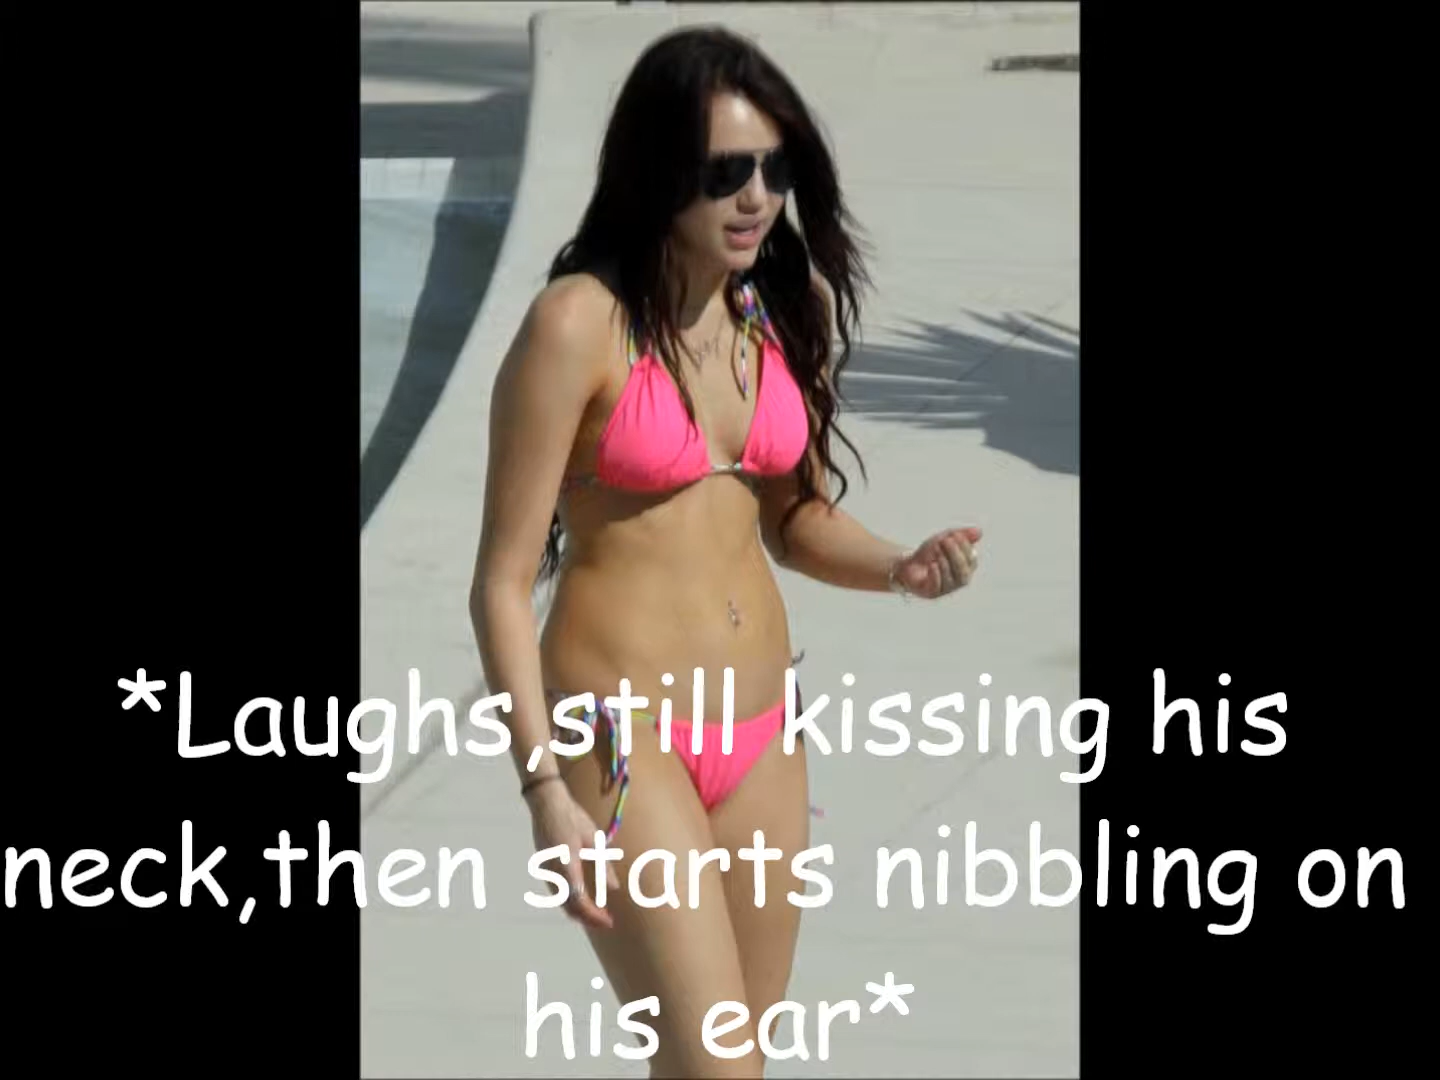 *Laughs,still kissing his
neck,then starts nibbling on
his ear*